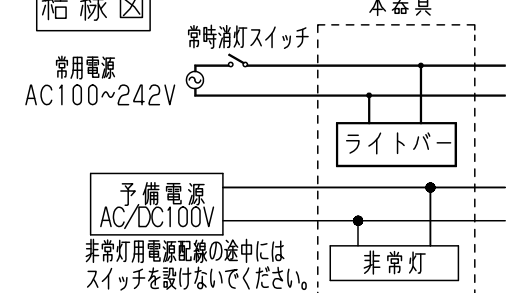 結線図
本器具
常時消灯スイッチ
常用電源
AC100~242V
ライトバー
予備電源
AC/DC100V
非常灯用電源配線の途中には
スイッチを設けないでください。
非常灯